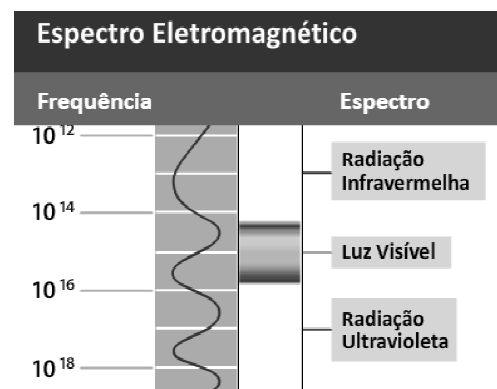 Espectro Eletromagnético
Frequência Espectro
10¹²
Radiação
Infravermelha
10¹⁴
Luz Visível
10¹⁶
Radiação
Ultravioleta
10¹⁸